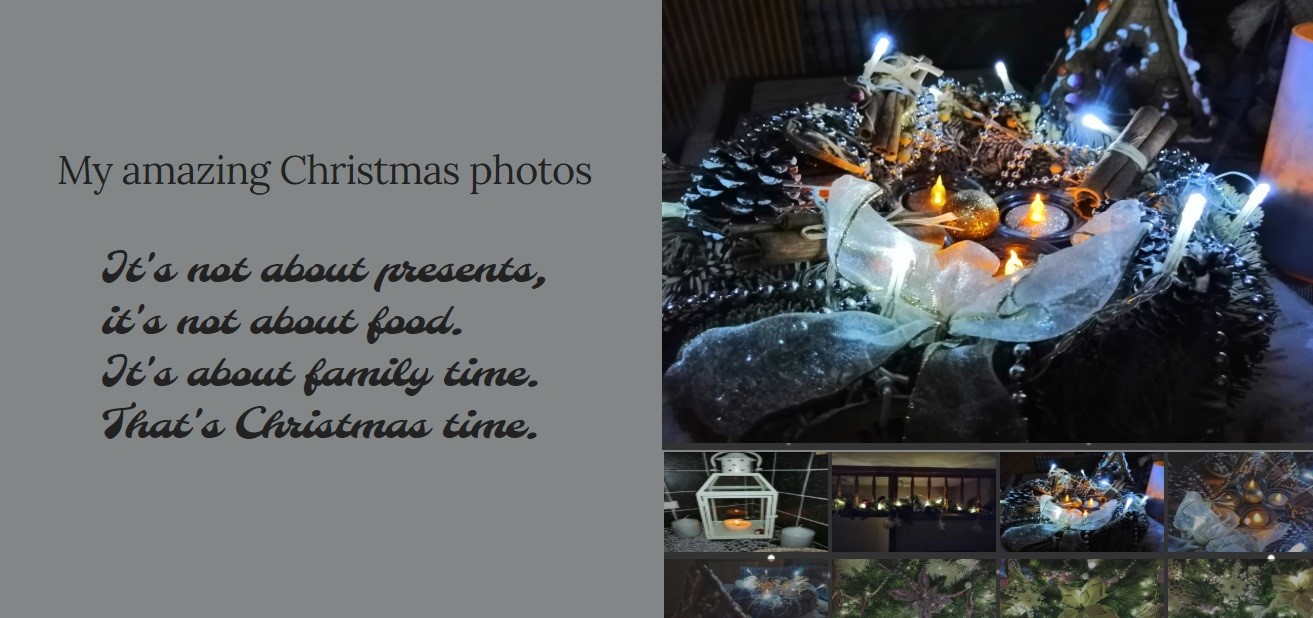 My amazing Christmas photos
It's not about presents,
it's not about food.
It's about family time.
That's Christmas time.